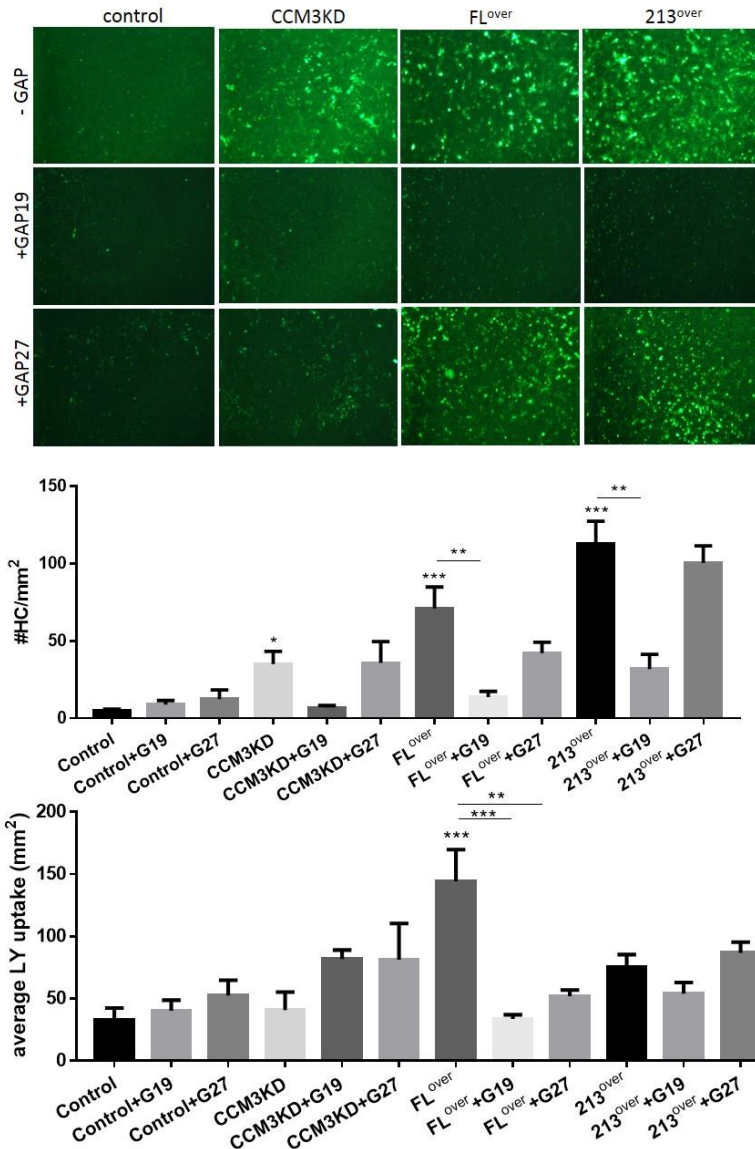 control CCM3KD FLᵒᵛᵉʳ 213ᵒᵛᵉʳ
- GAP
+GAP19
+GAP27
150
100
50
0
#HC/mm²
* *** ** *** **
Control
Control+G19
Control+G27
CCM3KD
CCM3KD+G19
CCM3KD+G27
FLᵒᵛᵉʳ
FLᵒᵛᵉʳ+G19
FLᵒᵛᵉʳ+G27
213ᵒᵛᵉʳ
213ᵒᵛᵉʳ+G19
213ᵒᵛᵉʳ+G27
200
150
100
50
0
average LY uptake (mm²)
**
***
***
Control
Control+G19
Control+G27
CCM3KD
CCM3KD+G19
CCM3KD+G27
FLᵒᵛᵉʳ
FLᵒᵛᵉʳ+G19
FLᵒᵛᵉʳ+G27
213ᵒᵛᵉʳ
213ᵒᵛᵉʳ+G19
213ᵒᵛᵉʳ+G27